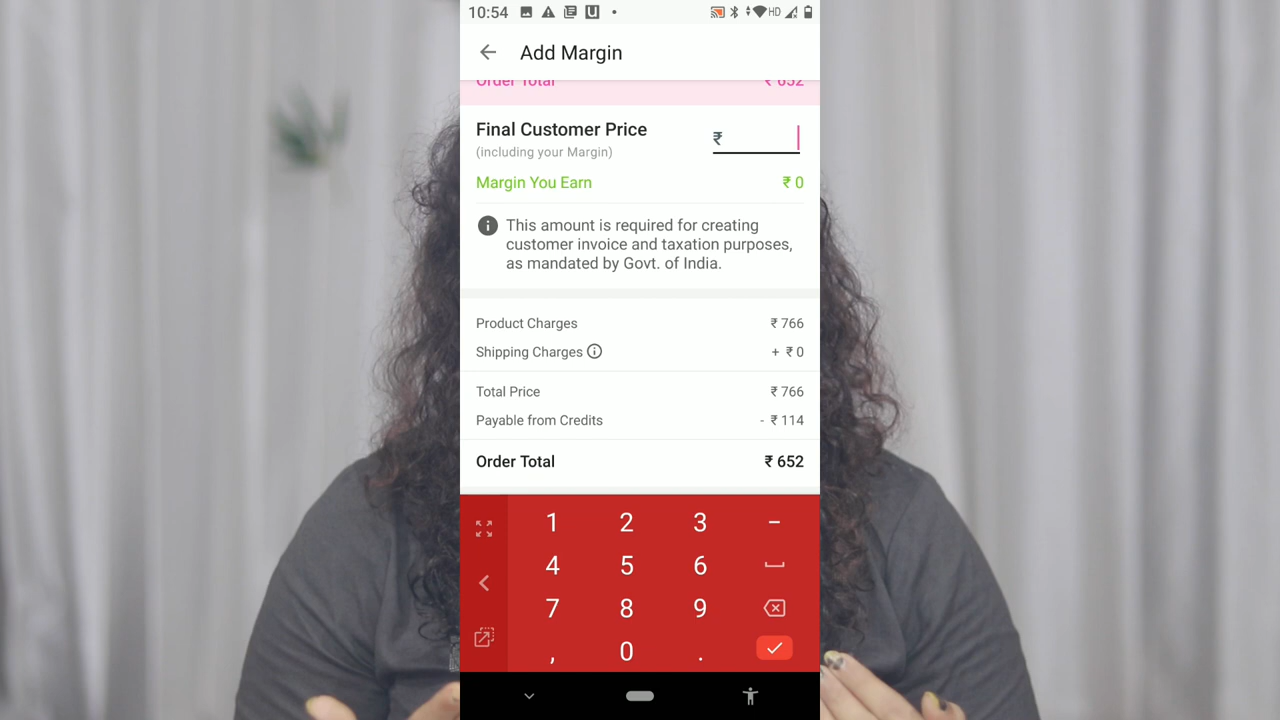 10:54 HD
Add Margin
Order Total ₹ 652
Final Customer Price ₹
(including your Margin)
Margin You Earn ₹ 0
This amount is required for creating
customer invoice and taxation purposes,
as mandated by Govt. of India.
Product Charges ₹ 766
Shipping Charges + ₹ 0
Total Price ₹ 766
Payable from Credits - ₹ 114
Order Total ₹ 652
1 2 3 -
4 5 6
7 8 9
, 0 .